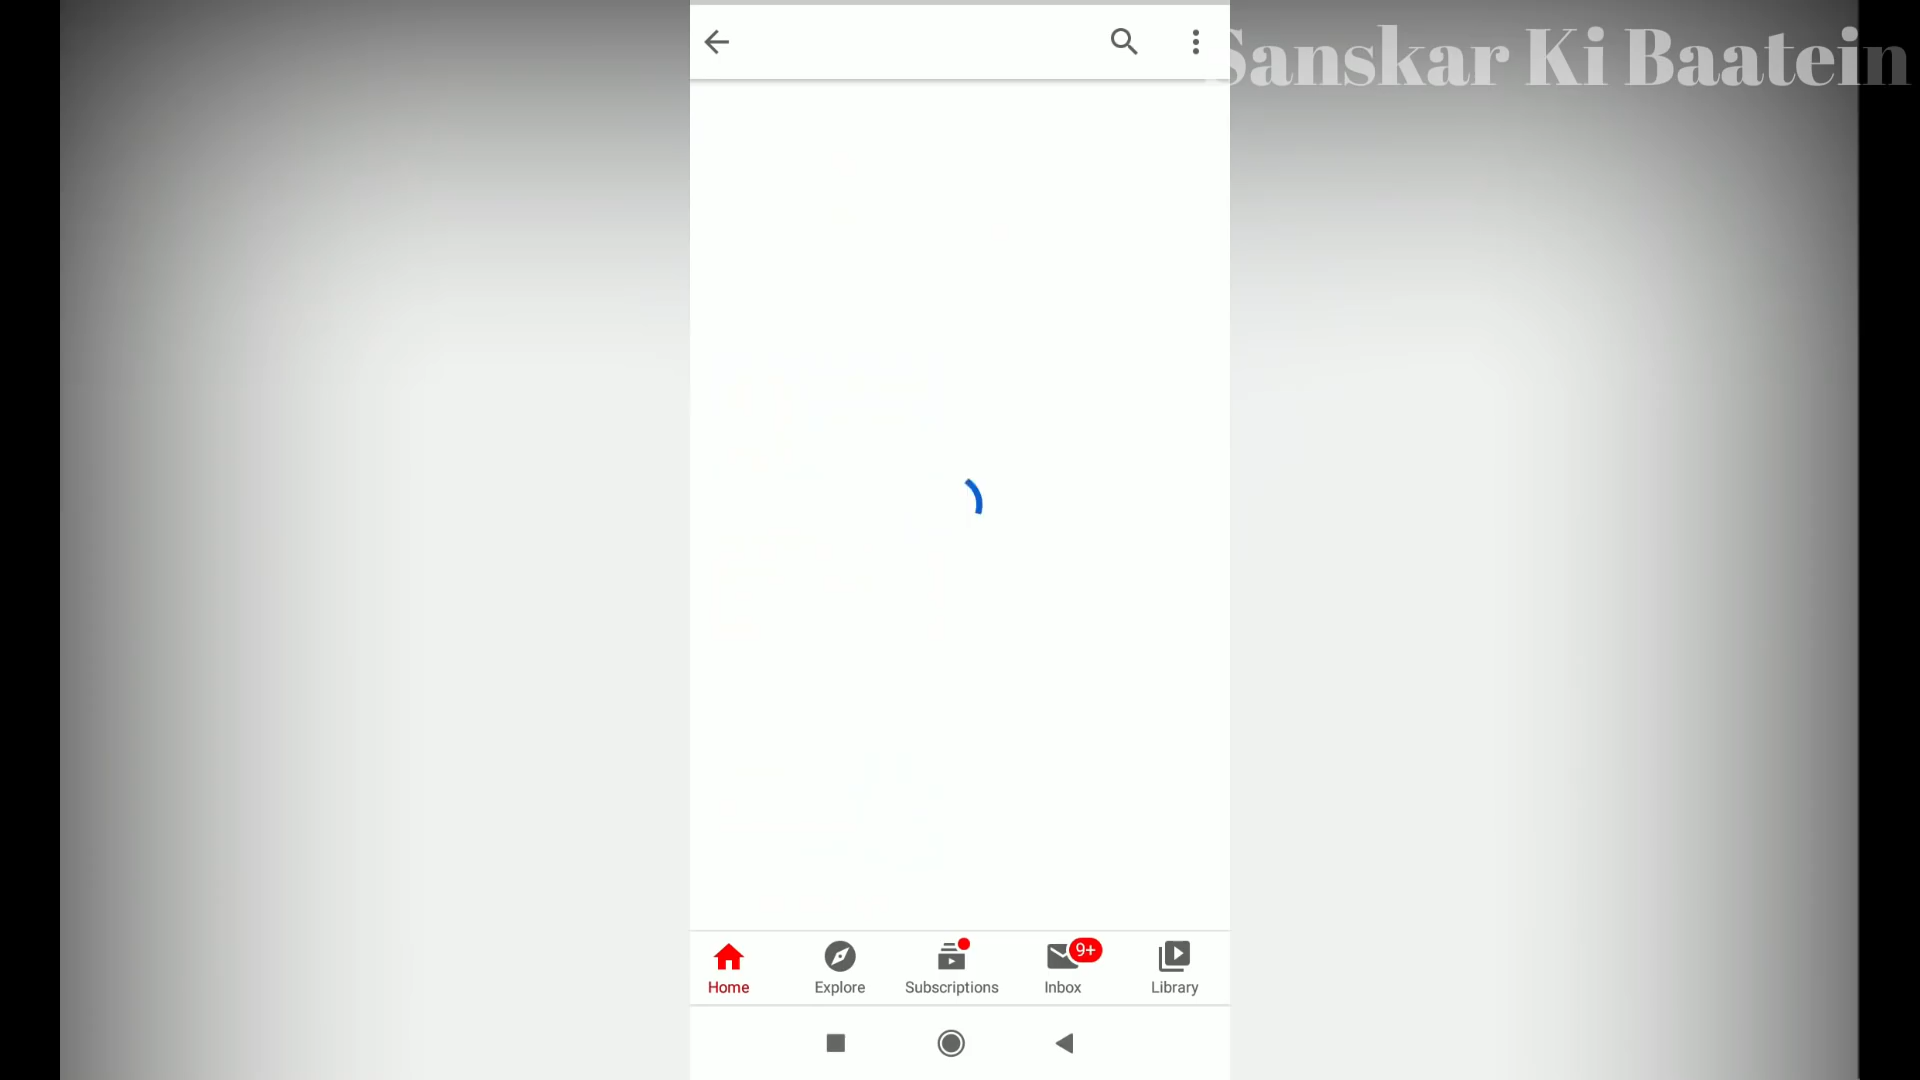 Sanskar Ki Baatein
9+
Home
Explore
Subscriptions
Inbox
Library